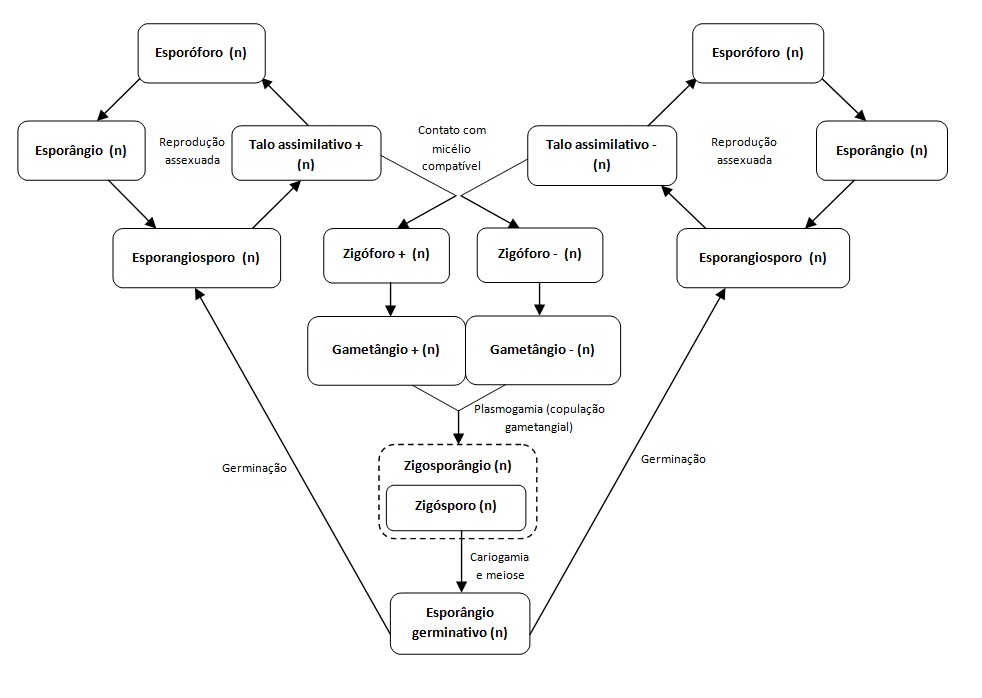 Esporóforo (n)
Esporóforo (n)
Esporângio (n)
Reprodução
assexuada
Talo assimilativo +
(n)
Contato com
micélio
compatível
Talo assimilativo -
(n)
Reprodução
assexuada
Esporângio (n)
Esporangiosporo (n)
Zigóforo + (n)
Zigóforo - (n)
Esporangiosporo (n)
Gametângio + (n)
Gametângio - (n)
Plasmogamia (copulação
gametangial)
Zigosporângio (n)
Zigósporo (n)
Germinação
Germinação
Cariogamia
e meiose
Esporângio
germinativo (n)